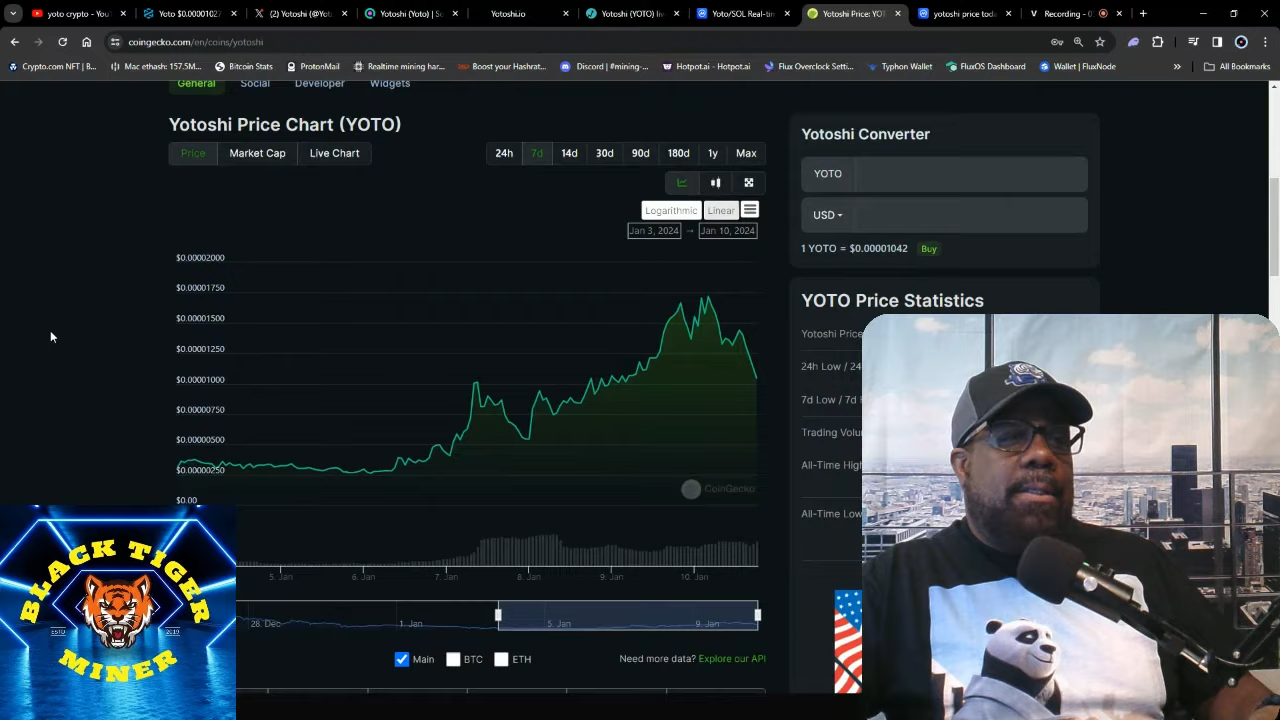 yoto crypto - You
Yoto $0.00001027
Yotoshi (@Yot
Yotoshi (Yoto) | So
Yotoshi.io
Yotoshi (YOTO) liv
Yoto/SOL Real-tim
Yotoshi Price: YOT
yotoshi price toda
Recording - 0
coingecko.com/en/coins/yotoshi
Crypto.com NFT | B...
Mac ethash: 157.5M...
Bitcoin Stats
ProtonMail
Realtime mining har...
Boost your Hashrat...
Discord | #mining-...
Hotpot.ai - Hotpot.ai
Flux Overclock Setti...
Typhon Wallet
FluxOS Dashboard
Wallet | FluxNode
All Bookmarks
General Social Developer Widgets
Yotoshi Price Chart (YOTO)
Price Market Cap Live Chart
24h 7d 14d 30d 90d 180d 1y Max
Logarithmic Linear
Jan 3, 2024 → Jan 10, 2024
$0.00002000
$0.00001750
$0.00001500
$0.00001250
$0.00001000
$0.00000750
$0.00000500
$0.00000250
$0.00
CoinGecko
5. Jan 6. Jan 7. Jan 8. Jan 9. Jan 10. Jan
28. Dec 1. Jan 5. Jan 9. Jan
Main BTC ETH
Need more data? Explore our API
Yotoshi Converter
YOTO
USD
1 YOTO = $0.00001042 Buy
YOTO Price Statistics
Yotoshi Price
24h Low / 24
7d Low / 7d H
Trading Volu
All-Time High
All-Time Low
BLACK TIGER
ESTD 2019
MINER